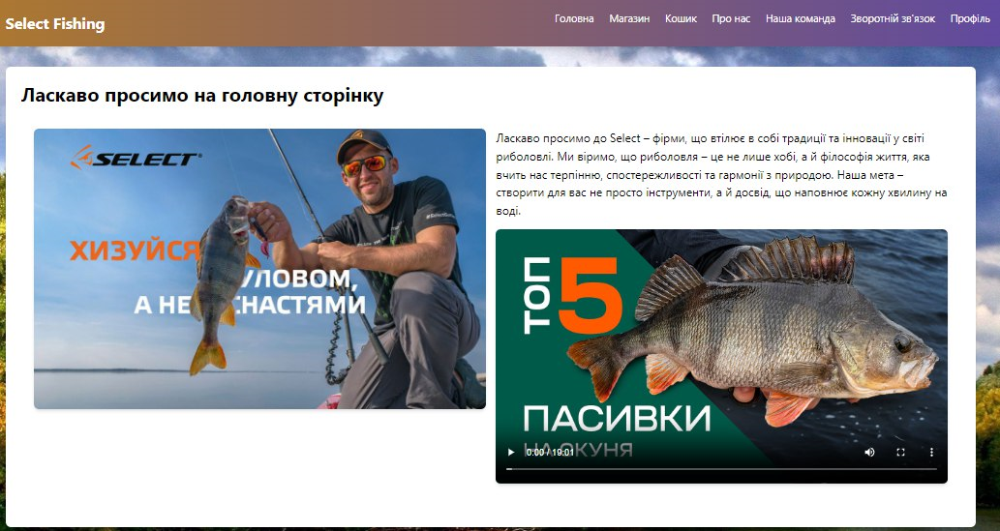 Select Fishing
Головна Магазин Кошик Про нас Наша команда Зворотній зв'язок Профіль
Ласкаво просимо на головну сторінку
SELECT
ХИЗУЙСЯ
УЛОВОМ,
А НЕ СНАСТЯМИ
Ласкаво просимо до Select – фірми, що втілює в собі традиції та інновації у світі
риболовлі. Ми віримо, що риболовля – це не лише хобі, а й філософія життя, яка
вчить нас терпінню, спостережливості та гармонії з природою. Наша мета –
створити для вас не просто інструменти, а й досвід, що наповнює кожну хвилину на
воді.
ТОП 5
ПАСИВКИ
НА ОКУНЯ
0:00 / 19:01